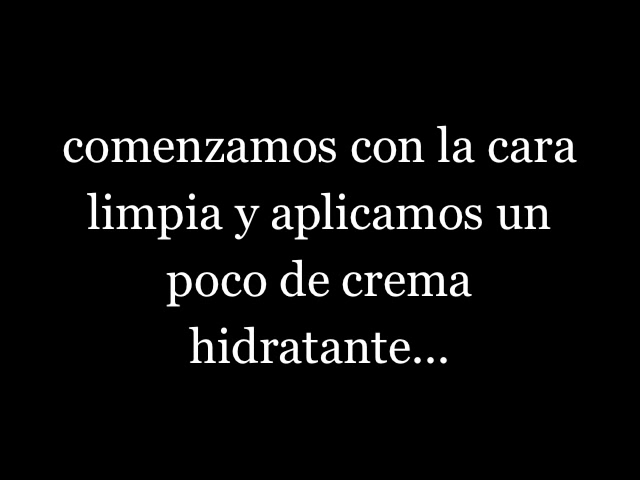 comenzamos con la cara
limpia y aplicamos un
poco de crema
hidratante...